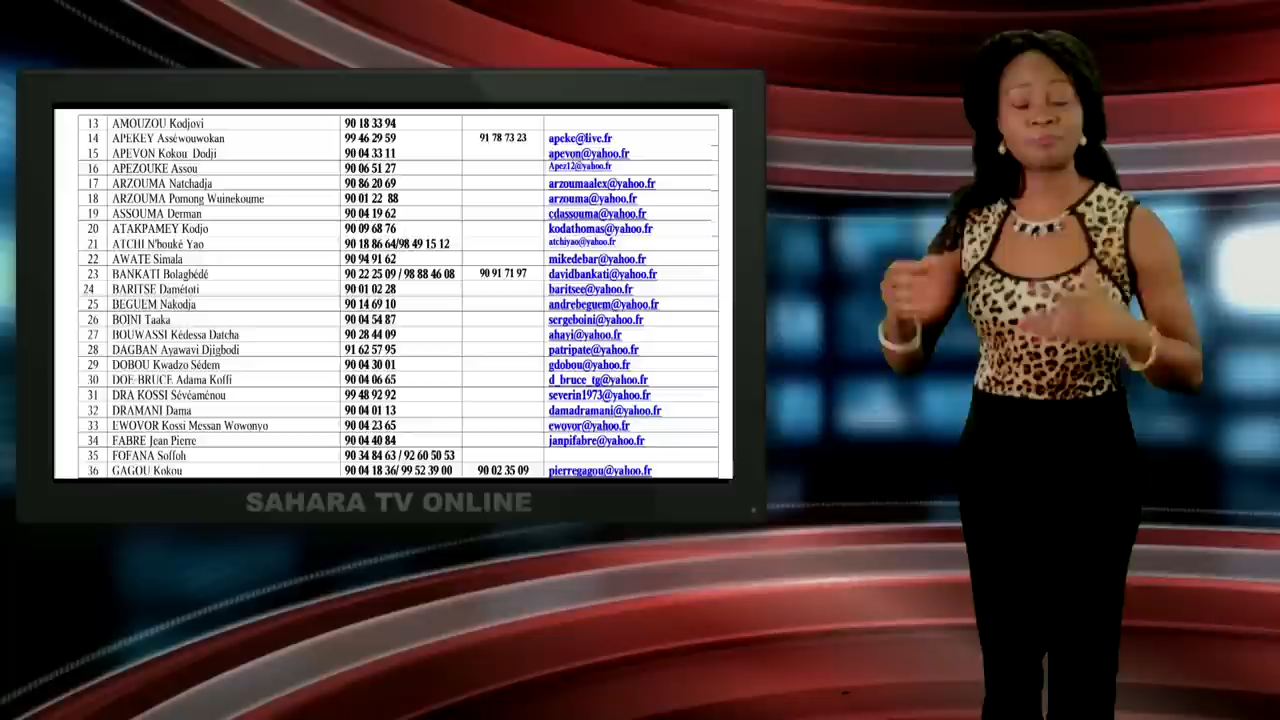 13 AMOUZOU Kodjovi 90 18 33 94
14 APEKEY Asséwouwokan 99 46 29 59 91 78 73 23 apeke@live.fr
15 APEVON Kokou Dodji 90 04 33 11 apevon@yahoo.fr
16 APEZOUKE Assou 90 06 51 27 Apez12@yahoo.fr
17 ARZOUMA Natchadja 90 86 20 69 arzoumaalex@yahoo.fr
18 ARZOUMA Pomong Wuinekoume 90 01 22 88 arzouma@yahoo.fr
19 ASSOUMA Derman 90 04 19 62 cdassouma@yahoo.fr
20 ATAKPAMEY Kodjo 90 09 68 76 kodathomas@yahoo.fr
21 ATCHI N'bouké Yao 90 18 86 64/98 49 15 12 atchiyao@yahoo.fr
22 AWATE Simala 90 94 91 62 mikedebar@yahoo.fr
23 BANKATI Bolagbédé 90 22 25 09 / 98 88 46 08 90 91 71 97 davidbankati@yahoo.fr
24 BARITSE Damétoti 90 01 02 28 baritsee@yahoo.fr
25 BEGUEM Nakodja 90 14 69 10 andrebeguem@yahoo.fr
26 BOINI Taaka 90 04 54 87 sergeboini@yahoo.fr
27 BOUWASSI Kédessa Datcha 90 28 44 09 ahayi@yahoo.fr
28 DAGBAN Ayawavi Djigbodi 91 62 57 95 patripate@yahoo.fr
29 DOBOU Kwadzo Sédem 90 04 30 01 gdobou@yahoo.fr
30 DOE-BRUCE Adama Koffi 90 04 06 65 d_bruce_tg@yahoo.fr
31 DRA KOSSI Sévéaménou 99 48 92 92 severin1973@yahoo.fr
32 DRAMANI Dama 90 04 01 13 damadramani@yahoo.fr
33 EWOVOR Kossi Messan Wowonyo 90 04 23 65 ewovor@yahoo.fr
34 FABRE Jean Pierre 90 04 40 84 janpifabre@yahoo.fr
35 FOFANA Soffoh 90 34 84 63 / 92 60 50 53
36 GAGOU Kokou 90 04 18 36/ 99 52 39 00 90 02 35 09 pierregagou@yahoo.fr
SAHARA TV ONLINE